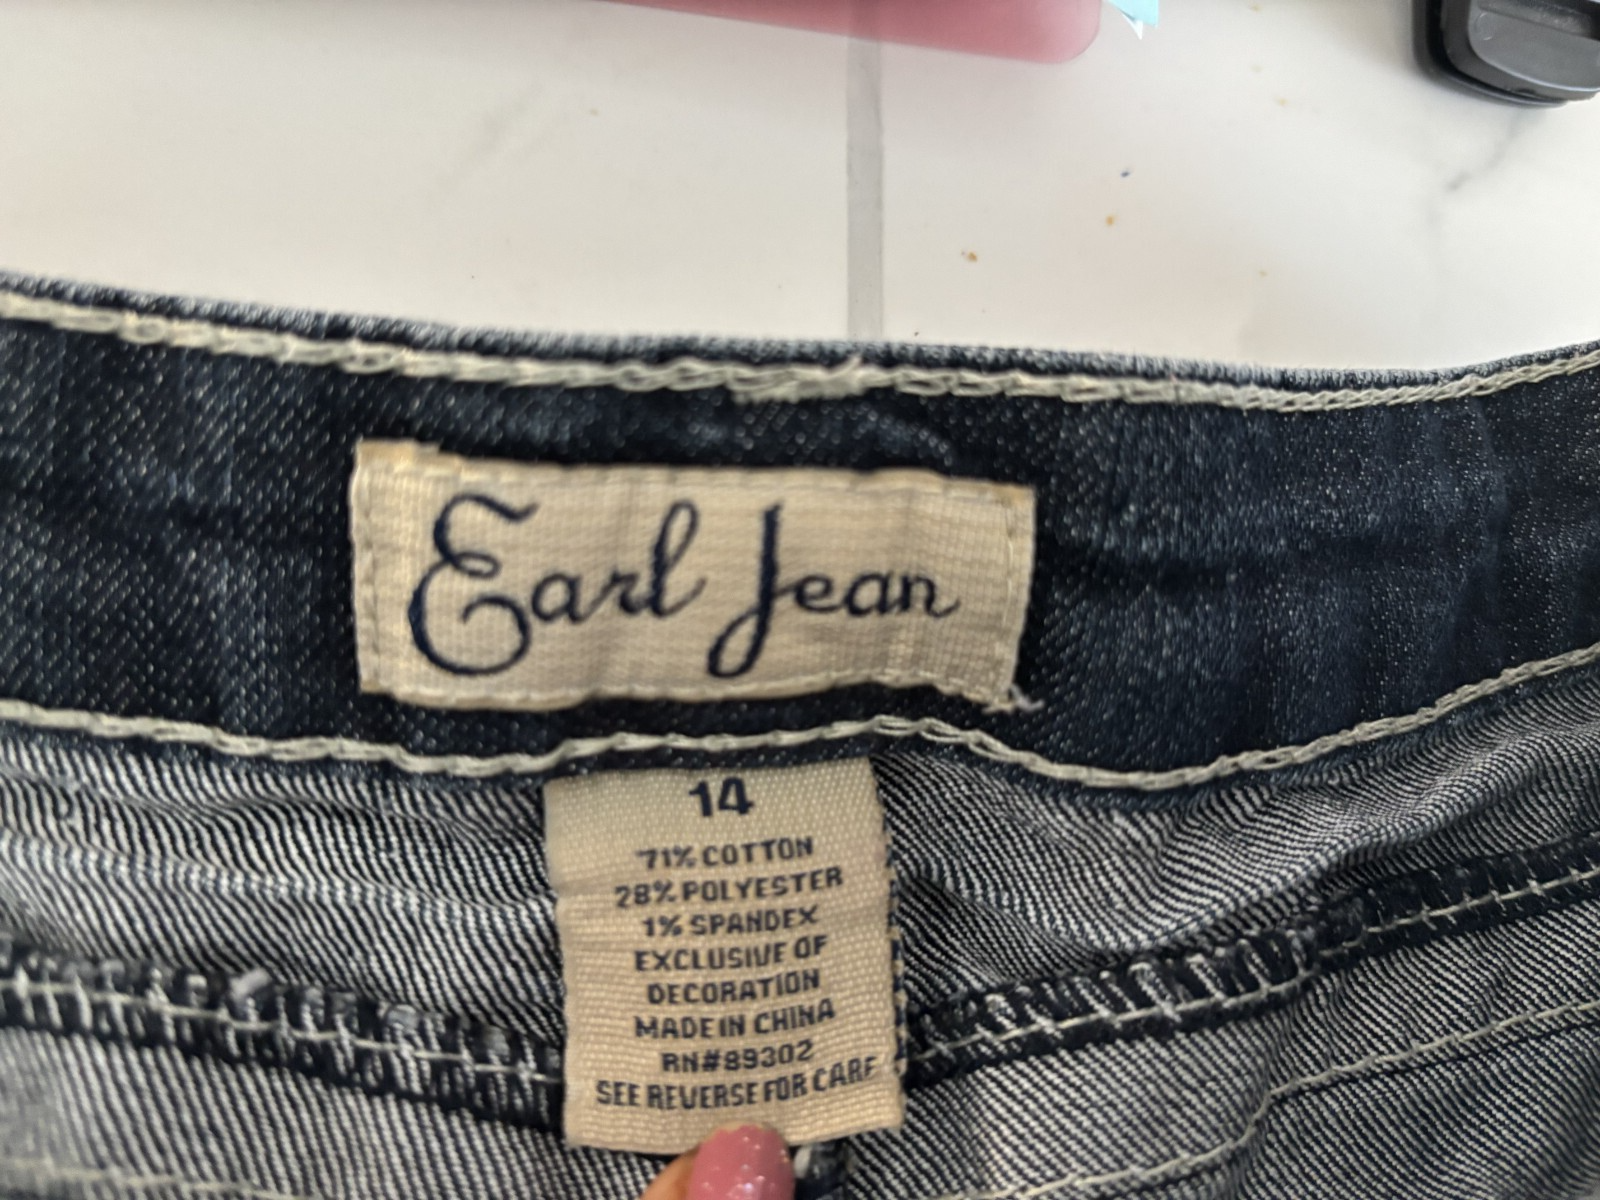 Earl Jean
14
71% COTTON
28% POLYESTER
1% SPANDEX
EXCLUSIVE OF
DECORATION
MADE IN CHINA
RN#89302
SEE REVERSE FOR CARE